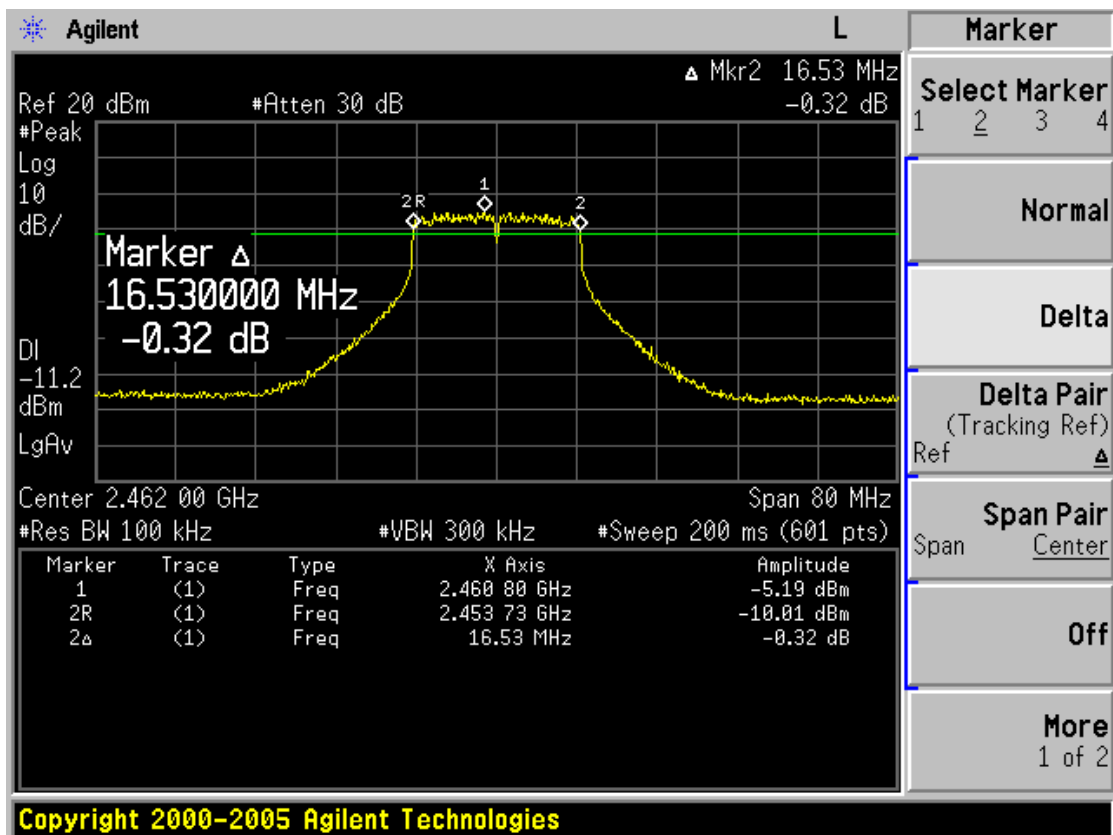 Agilent L
Δ Mkr2 16.53 MHz
Ref 20 dBm #Atten 30 dB -0.32 dB
#Peak
Log
10
dB/
2R 1 2
Marker Δ
16.530000 MHz
-0.32 dB
DI
-11.2
dBm
LgAv
Center 2.462 00 GHz Span 80 MHz
#Res BW 100 kHz #VBW 300 kHz #Sweep 200 ms (601 pts)
Marker Trace Type X Axis Amplitude
1 (1) Freq 2.460 80 GHz -5.19 dBm
2R (1) Freq 2.453 73 GHz -10.01 dBm
2Δ (1) Freq 16.53 MHz -0.32 dB
Marker
Select Marker
1 2 3 4
Normal
Delta
Delta Pair
(Tracking Ref)
Ref Δ
Span Pair
Span Center
Off
More
1 of 2
Copyright 2000-2005 Agilent Technologies